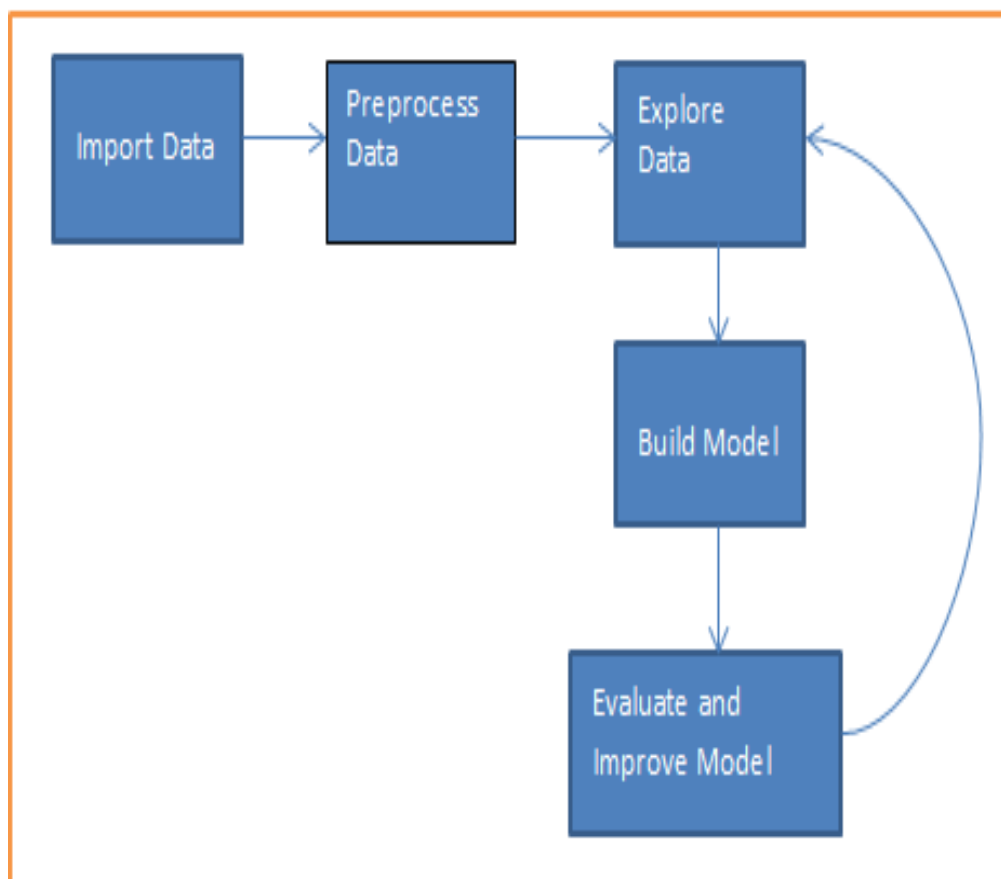 Import Data
Preprocess
Data
Explore
Data
Build Model
Evaluate and
Improve Model